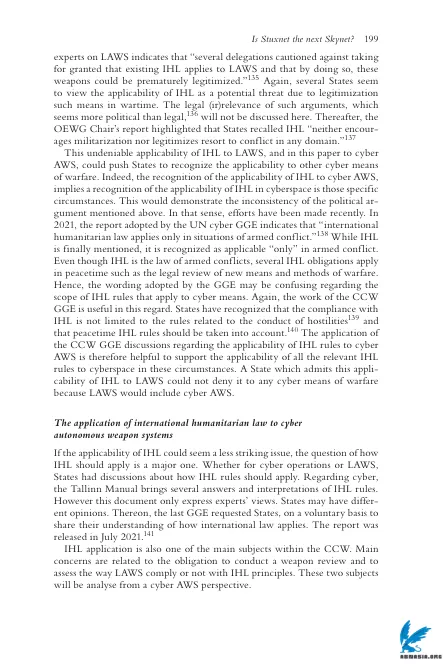 Is Stuxnet the next Skynet? 199
experts on LAWS indicates that “several delegations cautioned against taking
for granted that existing IHL applies to LAWS and that by doing so, these
weapons could be prematurely legitimized.”135 Again, several States seem
to view the applicability of IHL as a potential threat due to legitimization
such means in wartime. The legal (ir)relevance of such arguments, which
seems more political than legal,136 will not be discussed here. Thereafter, the
OEWG Chair’s report highlighted that States recalled IHL “neither encour-
ages militarization nor legitimizes resort to conflict in any domain.”137
This undeniable applicability of IHL to LAWS, and in this paper to cyber
AWS, could push States to recognize the applicability to other cyber means
of warfare. Indeed, the recognition of the applicability of IHL to cyber AWS,
implies a recognition of the applicability of IHL in cyberspace is those specific
circumstances. This would demonstrate the inconsistency of the political ar-
gument mentioned above. In that sense, efforts have been made recently. In
2021, the report adopted by the UN cyber GGE indicates that “international
humanitarian law applies only in situations of armed conflict.”138 While IHL
is finally mentioned, it is recognized as applicable “only” in armed conflict.
Even though IHL is the law of armed conflicts, several IHL obligations apply
in peacetime such as the legal review of new means and methods of warfare.
Hence, the wording adopted by the GGE may be confusing regarding the
scope of IHL rules that apply to cyber means. Again, the work of the CCW
GGE is useful in this regard. States have recognized that the compliance with
IHL is not limited to the rules related to the conduct of hostilities139 and
that peacetime IHL rules should be taken into account.140 The application of
the CCW GGE discussions regarding the applicability of IHL rules to cyber
AWS is therefore helpful to support the applicability of all the relevant IHL
rules to cyberspace in these circumstances. A State which admits this appli-
cability of IHL to LAWS could not deny it to any cyber means of warfare
because LAWS would include cyber AWS.
The application of international humanitarian law to cyber
autonomous weapon systems
If the applicability of IHL could seem a less striking issue, the question of how
IHL should apply is a major one. Whether for cyber operations or LAWS,
States had discussions about how IHL rules should apply. Regarding cyber,
the Tallinn Manual brings several answers and interpretations of IHL rules.
However this document only express experts’ views. States may have differ-
ent opinions. Thereon, the last GGE requested States, on a voluntary basis to
share their understanding of how international law applies. The report was
released in July 2021.141
IHL application is also one of the main subjects within the CCW. Main
concerns are related to the obligation to conduct a weapon review and to
assess the way LAWS comply or not with IHL principles. These two subjects
will be analyse from a cyber AWS perspective.